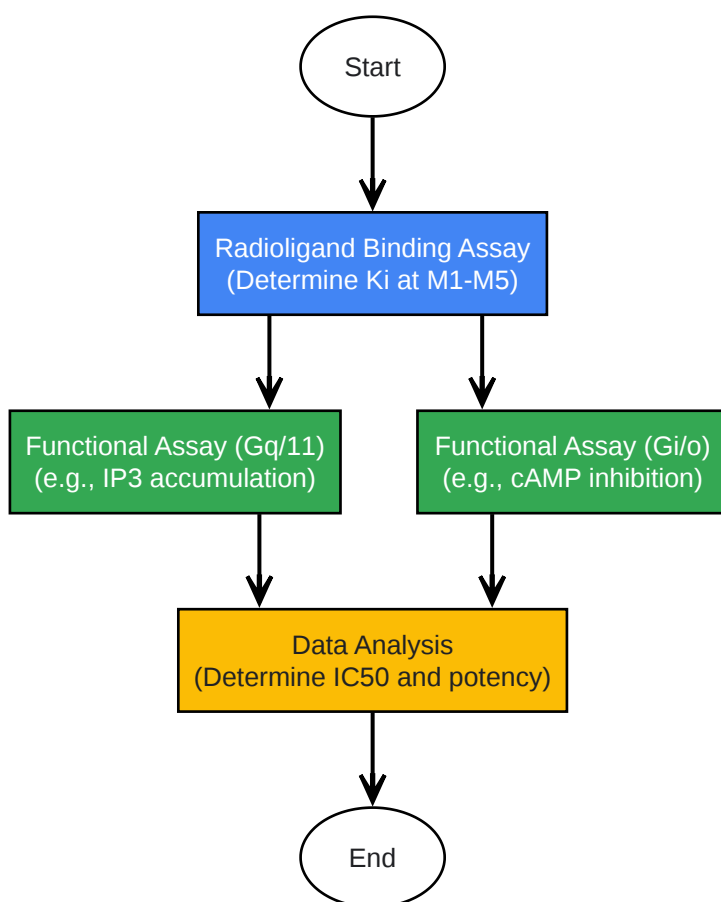 Start
Radioligand Binding Assay
(Determine Ki at M1-M5)
Functional Assay (Gq/11)
(e.g., IP3 accumulation)
Functional Assay (Gi/o)
(e.g., cAMP inhibition)
Data Analysis
(Determine IC50 and potency)
End